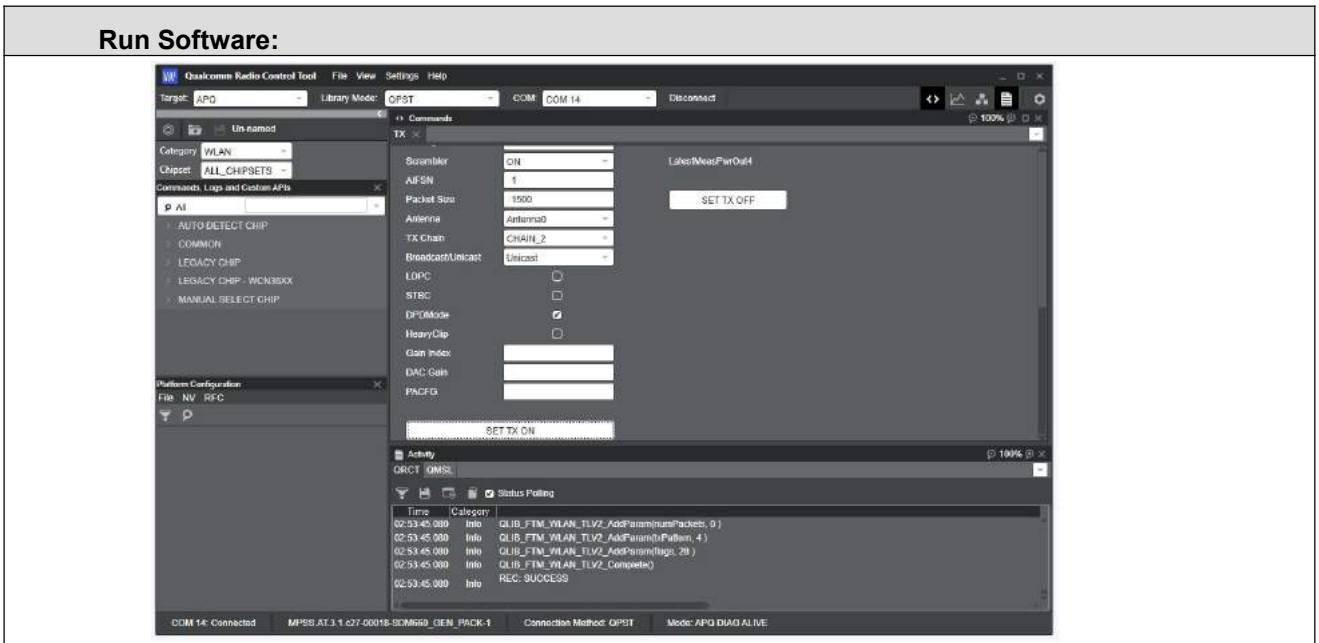 Run Software:
Qualcomm Radio Control Tool File View Settings Help
Target: APQ Library Mode: QPST COM: COM 14 Disconnect
Un-named
Commands 100%
TX
Category WLAN
Chipset ALL_CHIPSETS
Commands, Logs and Custom APIs
All
AUTO DETECT CHIP
COMMON
LEGACY CHIP
LEGACY CHIP - WCN36XX
MANUAL SELECT CHIP
Scrambler ON LatestMeasPwrOut4
AIFSN 1
Packet Size 1500 SET TX OFF
Antenna Antenna0
TX Chain CHAIN_2
Broadcast/Unicast Unicast
LDPC
STBC
DPDMode
HeavyClip
Gain Index
DAC Gain
PACFG
SET TX ON
Platform Configuration
File NV RFC
Activity 100%
QRCT QMSL
Status Polling
Time Category
02:53:45.080 Info QLIB_FTM_WLAN_TLV2_AddParam(numPackets, 0 )
02:53:45.080 Info QLIB_FTM_WLAN_TLV2_AddParam(txPattern, 4 )
02:53:45.080 Info QLIB_FTM_WLAN_TLV2_AddParam(flags, 28 )
02:53:45.080 Info QLIB_FTM_WLAN_TLV2_Complete()
02:53:45.080 Info REC: SUCCESS
COM 14: Connected MPSS.AT.3.1.c27-00018-SDM660_GEN_PACK-1 Connection Method: QPST Mode: APQ DIAG ALIVE